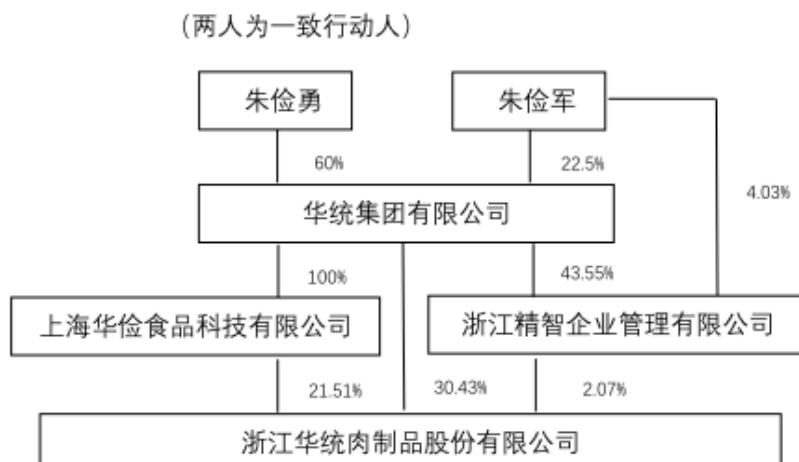 （两人为一致行动人）
朱俭勇
朱俭军
60%
22.5%
4.03%
华统集团有限公司
100%
43.55%
上海华俭食品科技有限公司
浙江精智企业管理有限公司
21.51%
30.43%
2.07%
浙江华统肉制品股份有限公司